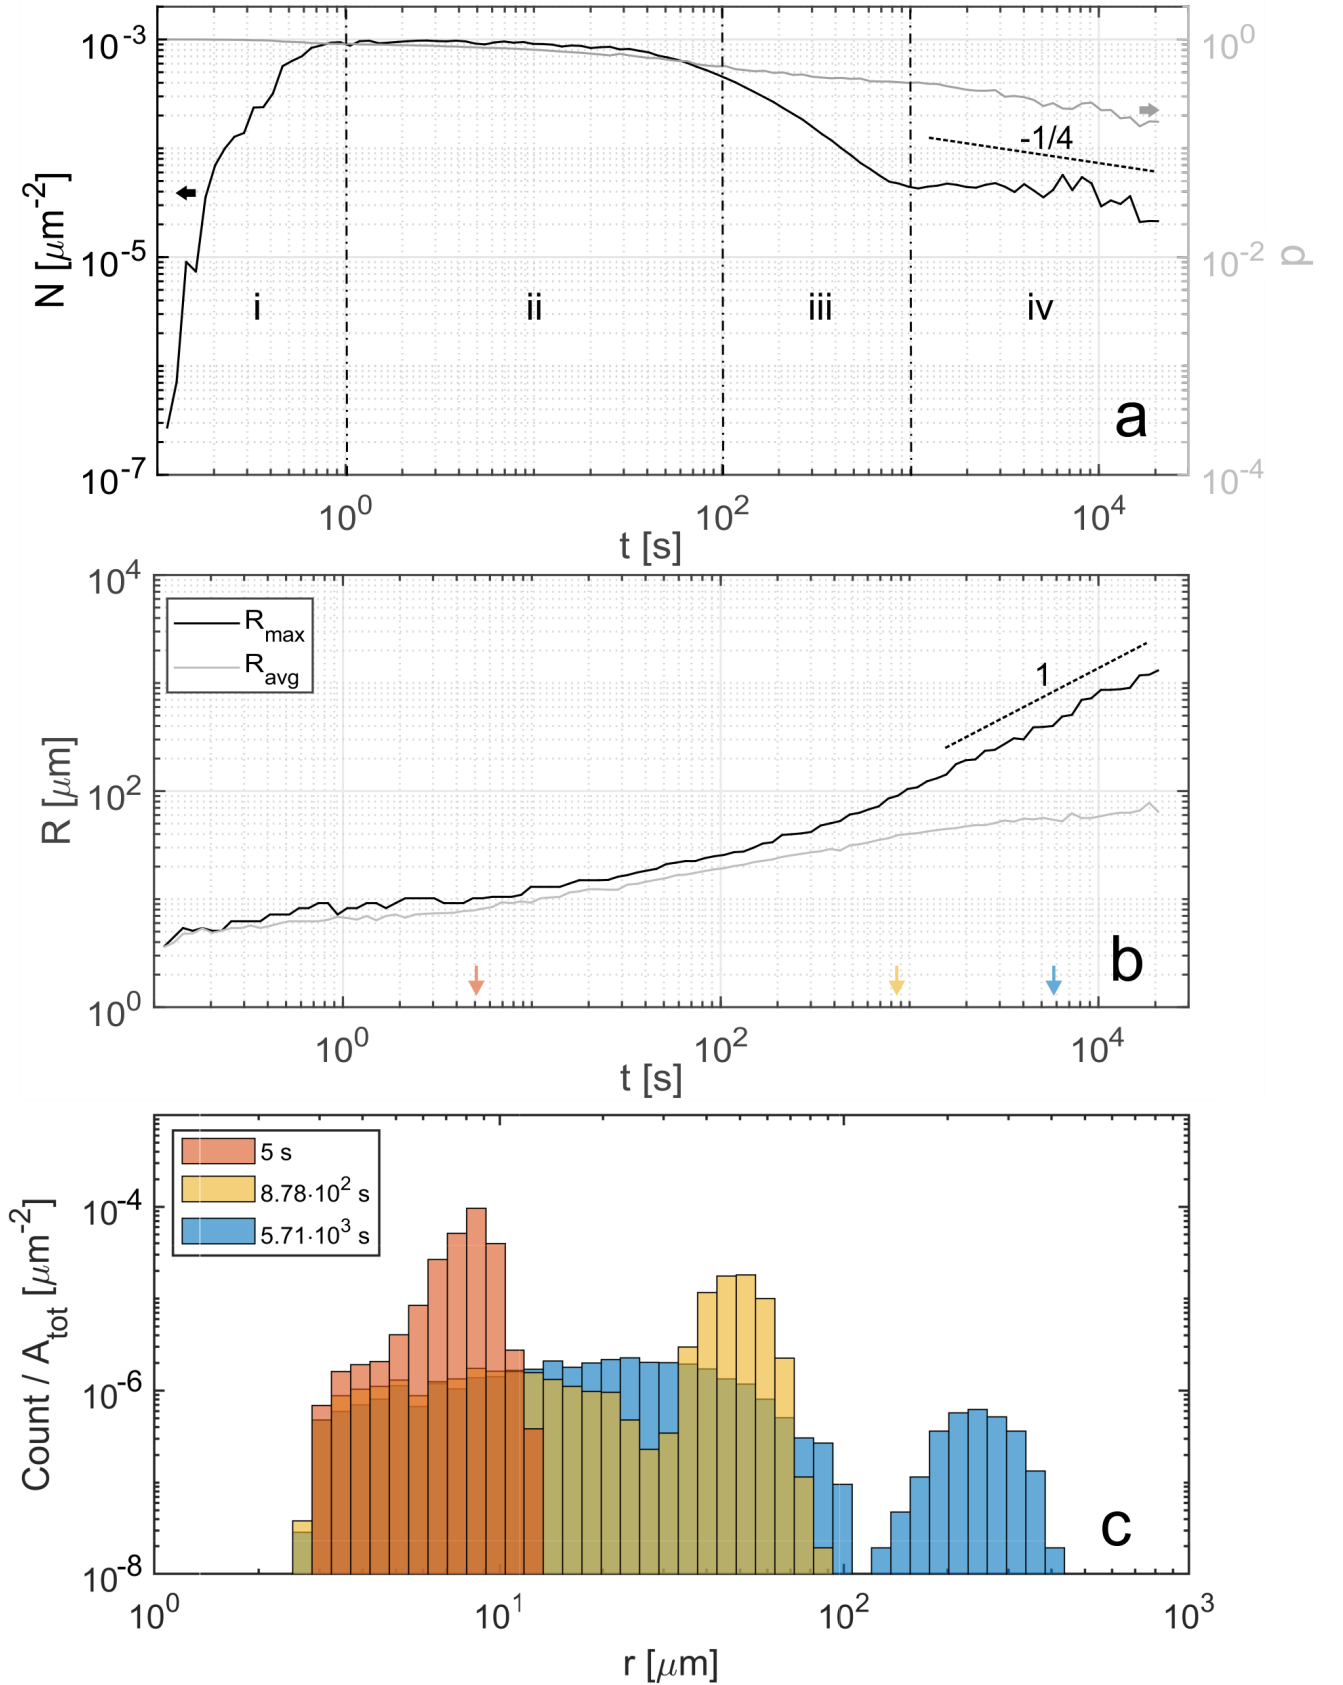 10^-3
10^-5
10^-7
N [μm^-2]
10^0
10^-2
10^-4
d
-1/4
i
ii
iii
iv
a
10^0
10^2
10^4
t [s]
10^4
10^2
10^0
R [μm]
R_max
R_avg
1
b
10^0
10^2
10^4
t [s]
5 s
8.78·10^2 s
5.71·10^3 s
10^-4
10^-6
10^-8
Count / A_tot [μm^-2]
c
10^0
10^1
10^2
10^3
r [μm]